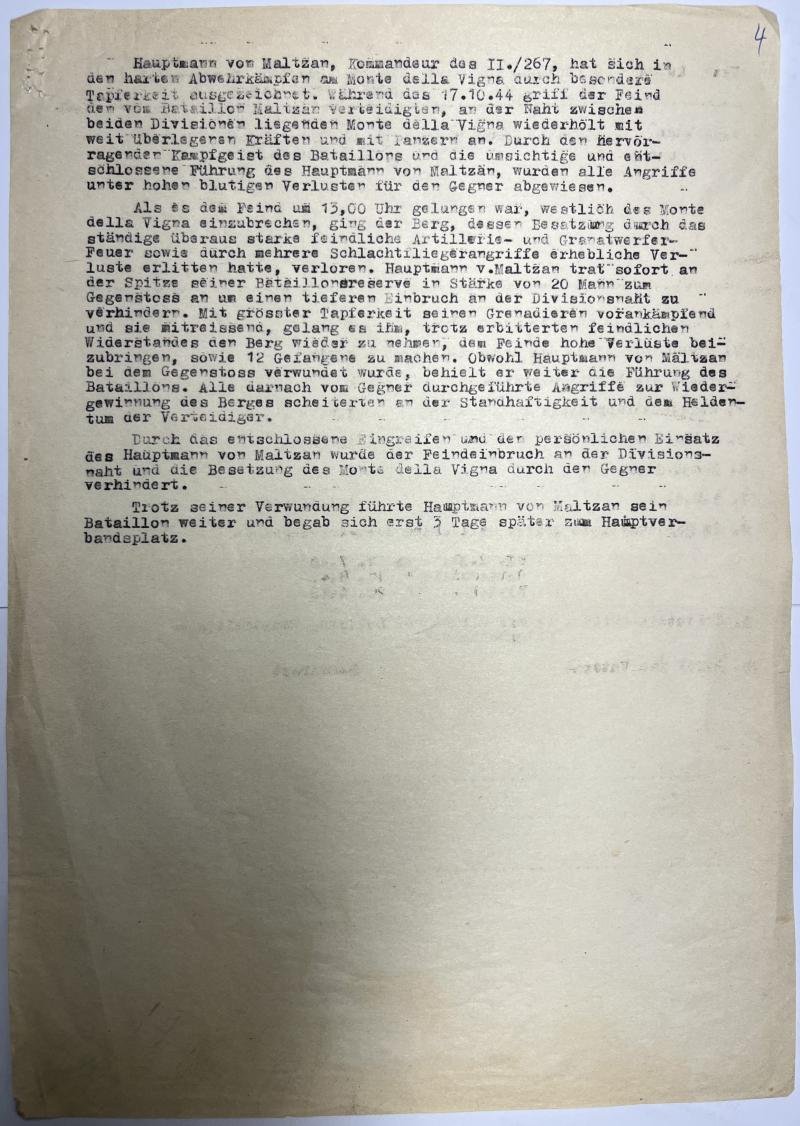 4
Hauptmann von Maltzan, Kommandeur des II./267, hat sich in
den harten Abwehrkämpfen am Monte della Vigna durch besondere
Tapferkeit ausgezeichnet. Während des 17.10.44 griff der Feind
den vom Bataillon Maltzan verteidigten, an der Naht zwischen
beiden Divisionen liegenden Monte della Vigna wiederholt mit
weit überlegenen Kräften und mit Panzern an. Durch den hervor-
ragenden Kampfgeist des Bataillons und die umsichtige und ent-
schlossene Führung des Hauptmann von Maltzan, wurden alle Angriffe
unter hohen blutigen Verlusten für den Gegner abgewiesen.
Als es dem Feind um 13,00 Uhr gelungen war, westlich des Monte
della Vigna einzubrechen, ging der Berg, dessen Besatzung durch das
ständige überaus starke feindliche Artillerie- und Granatwerfer-
Feuer sowie durch mehrere Schlachtfliegerangriffe erhebliche Ver-
luste erlitten hatte, verloren. Hauptmann v.Maltzan trat sofort an
der Spitze seiner Bataillonsreserve in Stärke von 20 Mann zum
Gegenstoss an um einen tieferen Einbruch an der Divisionsnaht zu
verhindern. Mit grösster Tapferkeit seinen Grenadieren vorankämpfend
und sie mitreissend, gelang es ihm, trotz erbitterten feindlichen
Widerstandes den Berg wieder zu nehmen, dem Feinde hohe Verluste bei-
zubringen, sowie 12 Gefangene zu machen. Obwohl Hauptmann von Maltzan
bei dem Gegenstoss verwundet wurde, behielt er weiter die Führung des
Bataillons. Alle darnach vom Gegner durchgeführte Angriffe zur Wieder-
gewinnung des Berges scheiterten an der Standhaftigkeit und dem Helden-
tum der Verteidiger.
Durch das entschlossene Eingreifen und den persönlichen Einsatz
des Hauptmann von Maltzan wurde der Feindeinbruch an der Divisions-
naht und die Besetzung des Monte della Vigna durch den Gegner
verhindert.
Trotz seiner Verwundung führte Hauptmann von Maltzan sein
Bataillon weiter und begab sich erst 3 Tage später zum Hauptver-
bandsplatz.